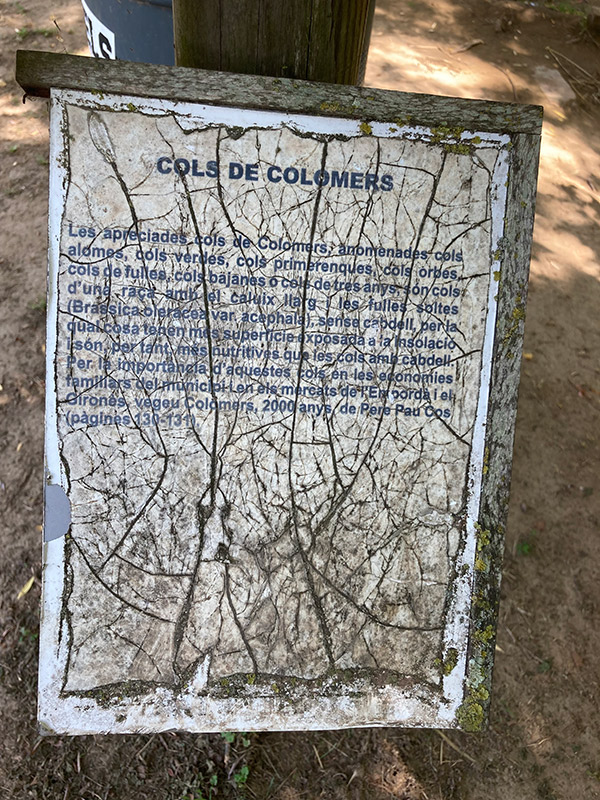 COLS DE COLOMERS
Les apreciades cols de Colomers, anomenades cols
alomes, cols verdes, cols primerenques, cols orbes,
cols de fulles, cols bajanes o cols de tres anys, són cols
d'una raça amb el caluix llarg i les fulles soltes
(Brassica oleracea var. acephala), sense cabdell, per la
qual cosa tenen més superfície exposada a la insolació
i són, per tant, més nutritives que les cols amb cabdell.
Per la importància d'aquestes cols en les economies
familiars del municipi i en els mercats de l'Empordà i el
Gironès, vegeu Colomers, 2000 anys, de Pere Pau Cos
(pàgines 130-131).